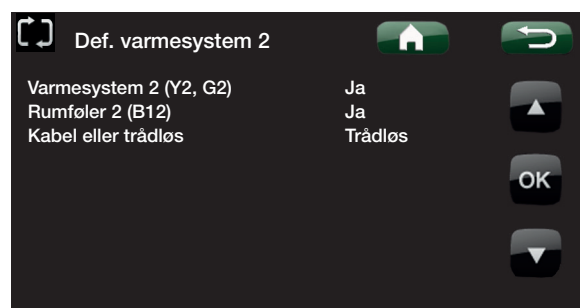 Def. varmesystem 2
Varmesystem 2 (Y2, G2) Ja
Rumføler 2 (B12) Ja
Kabel eller trådløs Trådløs
OK